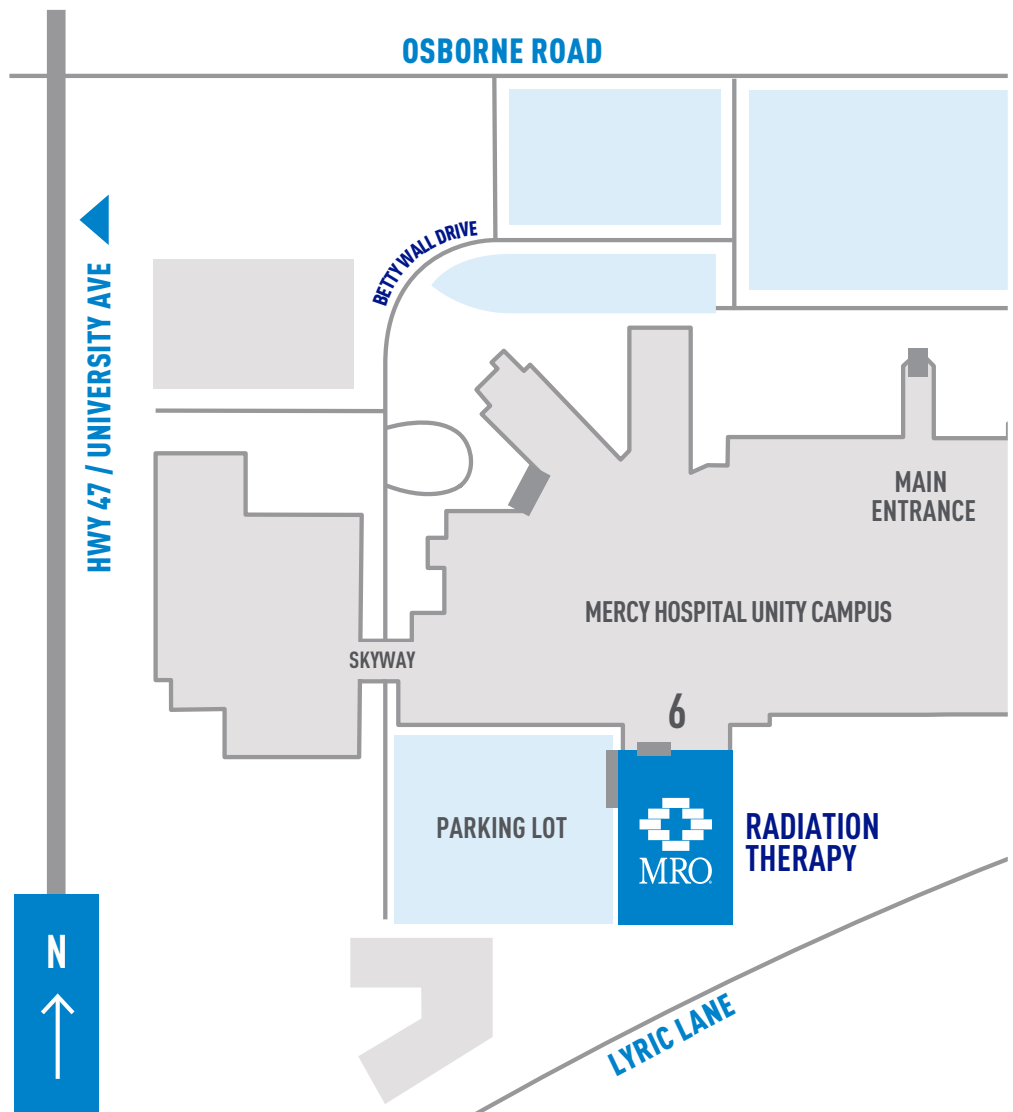 OSBORNE ROAD
BETTY WALL DRIVE
HWY 47 / UNIVERSITY AVE
MAIN
ENTRANCE
MERCY HOSPITAL UNITY CAMPUS
SKYWAY
6
PARKING LOT
MRO
RADIATION
THERAPY
N
LYRIC LANE